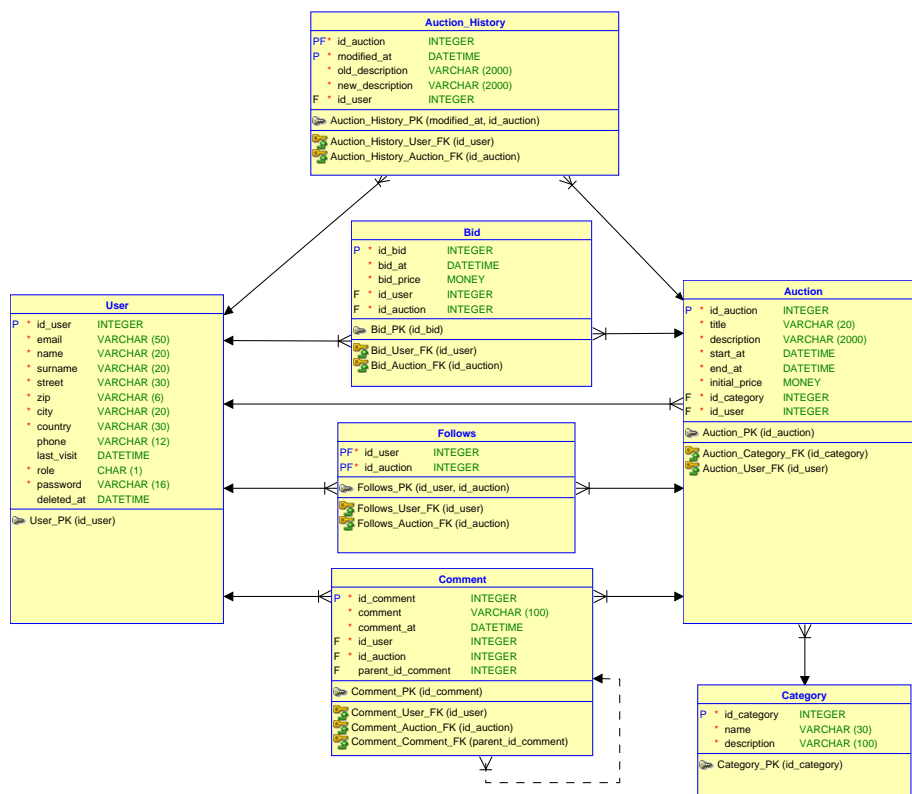 Auction_History
PF* id_auction INTEGER
P * modified_at DATETIME
* old_description VARCHAR (2000)
* new_description VARCHAR (2000)
F * id_user INTEGER
Auction_History_PK (modified_at, id_auction)
Auction_History_User_FK (id_user)
Auction_History_Auction_FK (id_auction)
Bid
P * id_bid INTEGER
* bid_at DATETIME
* bid_price MONEY
F * id_user INTEGER
F * id_auction INTEGER
Bid_PK (id_bid)
Bid_User_FK (id_user)
Bid_Auction_FK (id_auction)
User
P * id_user INTEGER
* email VARCHAR (50)
* name VARCHAR (20)
* surname VARCHAR (20)
* street VARCHAR (30)
* zip VARCHAR (6)
* city VARCHAR (20)
* country VARCHAR (30)
phone VARCHAR (12)
last_visit DATETIME
* role CHAR (1)
* password VARCHAR (16)
deleted_at DATETIME
User_PK (id_user)
Auction
P * id_auction INTEGER
* title VARCHAR (20)
* description VARCHAR (2000)
* start_at DATETIME
* end_at DATETIME
* initial_price MONEY
F * id_category INTEGER
F * id_user INTEGER
Auction_PK (id_auction)
Auction_Category_FK (id_category)
Auction_User_FK (id_user)
Follows
PF* id_user INTEGER
PF* id_auction INTEGER
Follows_PK (id_user, id_auction)
Follows_User_FK (id_user)
Follows_Auction_FK (id_auction)
Comment
P * id_comment INTEGER
* comment VARCHAR (100)
* comment_at DATETIME
F * id_user INTEGER
F * id_auction INTEGER
F parent_id_comment INTEGER
Comment_PK (id_comment)
Comment_User_FK (id_user)
Comment_Auction_FK (id_auction)
Comment_Comment_FK (parent_id_comment)
Category
P * id_category INTEGER
* name VARCHAR (30)
* description VARCHAR (100)
Category_PK (id_category)